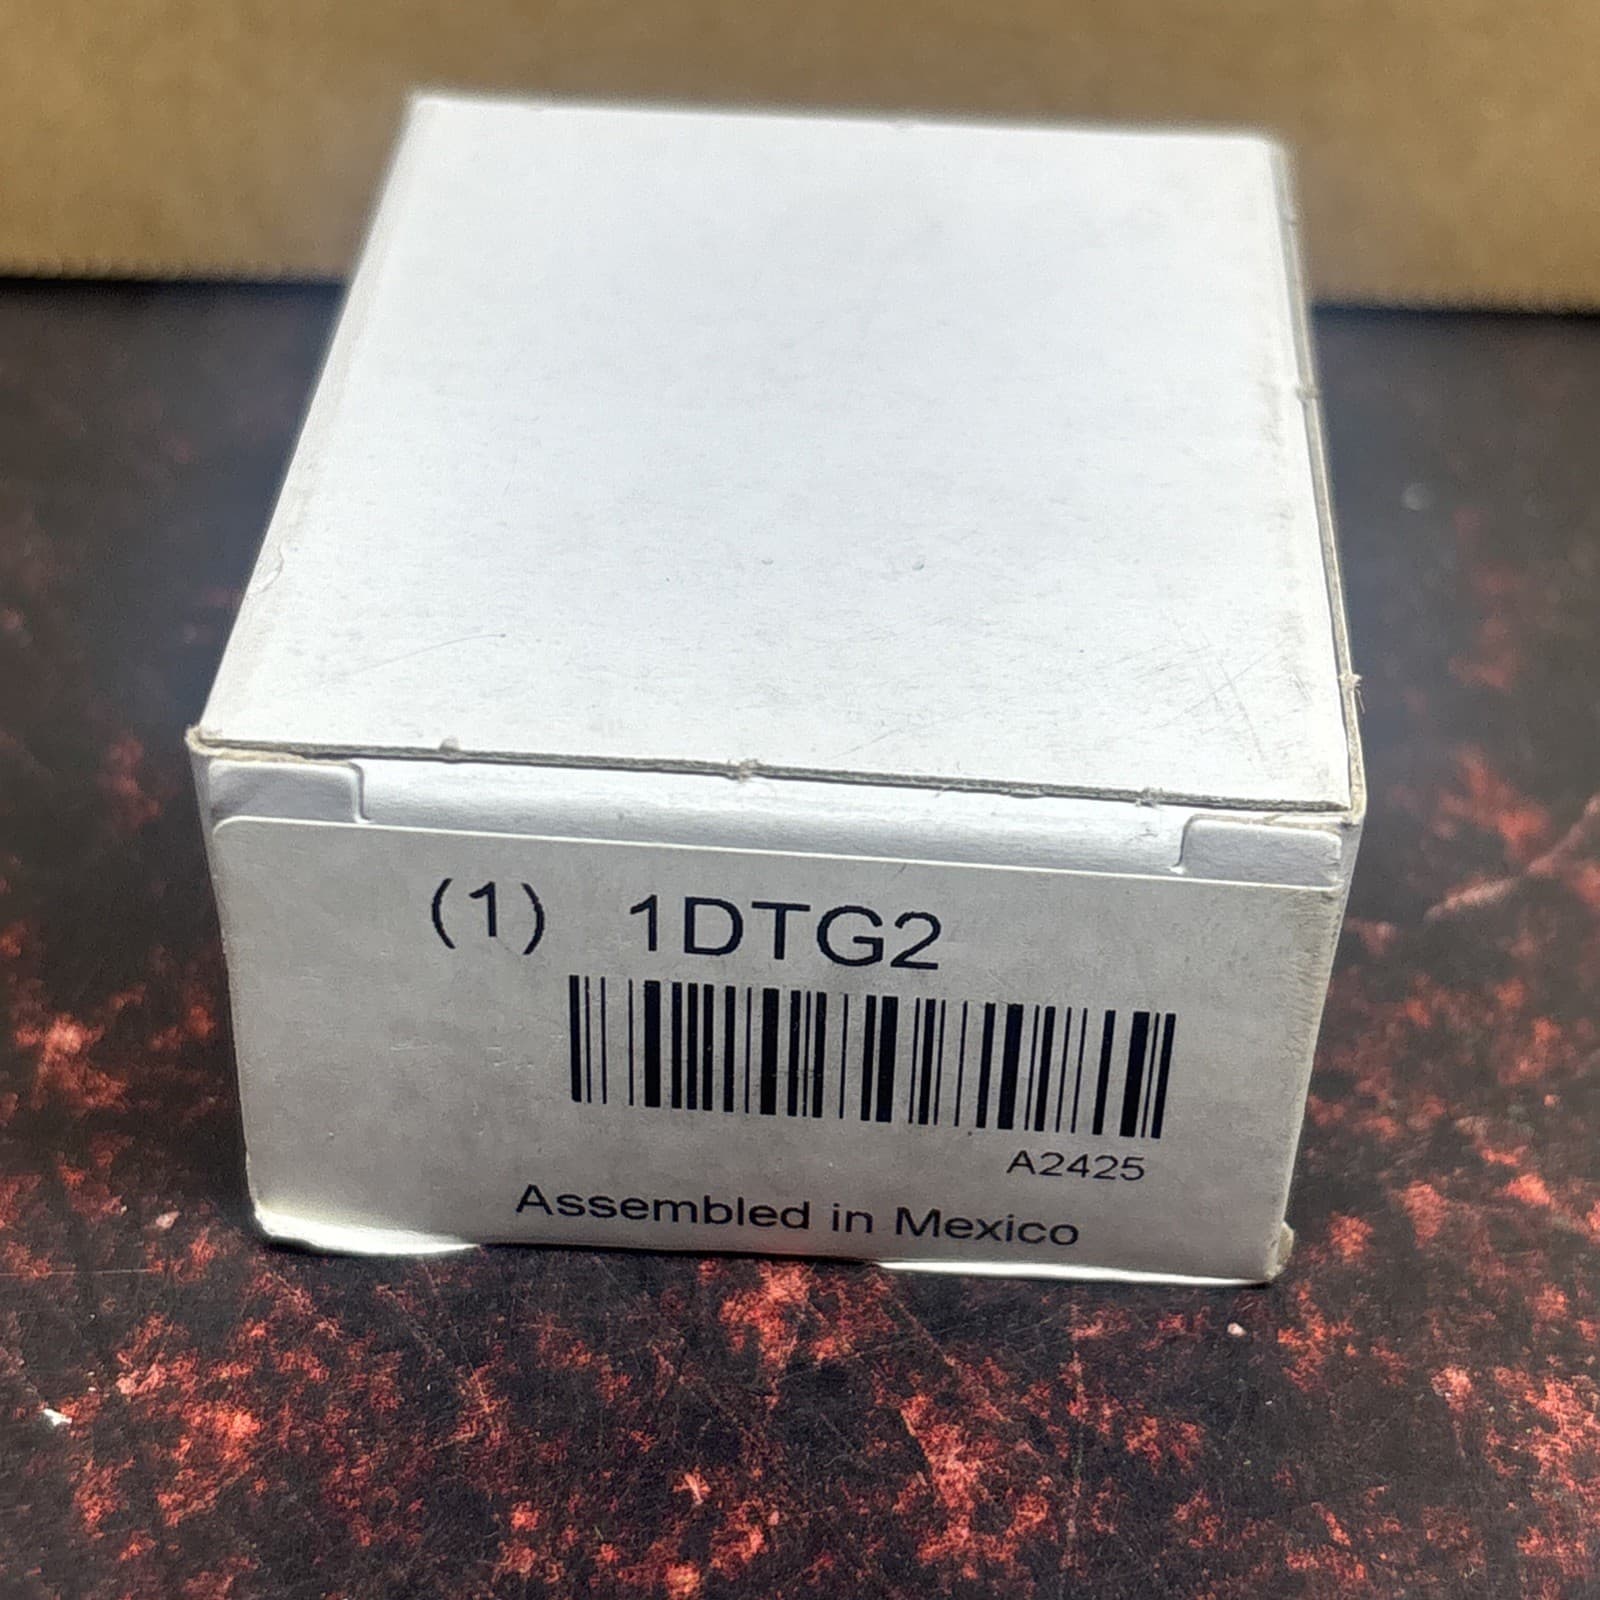 (1) 1DTG2
A2425
Assembled in Mexico